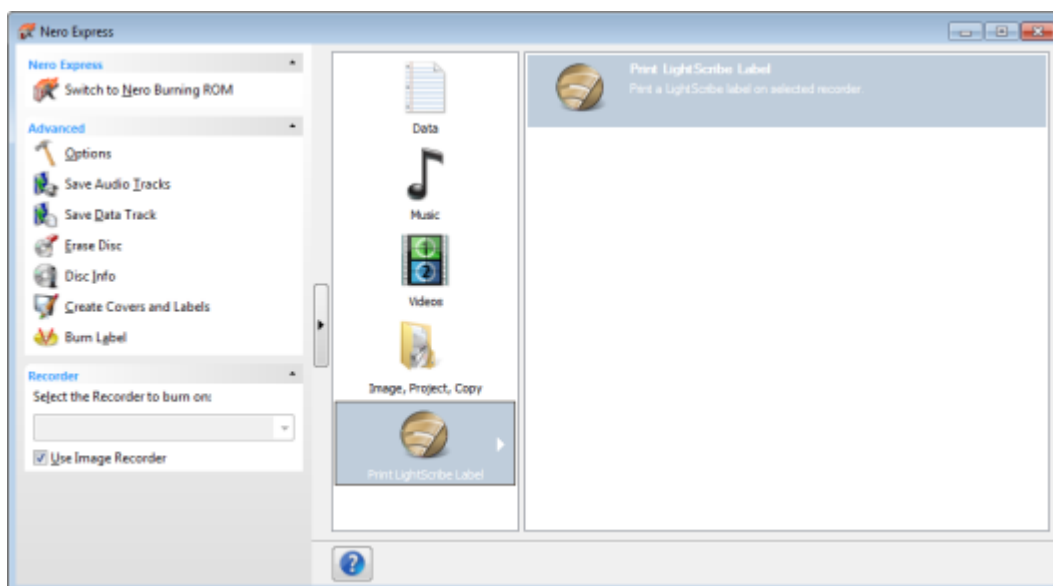 Nero Express
Nero Express
Switch to Nero Burning ROM
Advanced
Options
Save Audio Tracks
Save Data Track
Erase Disc
Disc Info
Create Covers and Labels
Burn Label
Recorder
Select the Recorder to burn on:
Use Image Recorder
Data
Music
1
2
Videos
Image, Project, Copy
Print LightScribe Label
Print LightScribe Label
Print a LightScribe label on selected recorder.
?